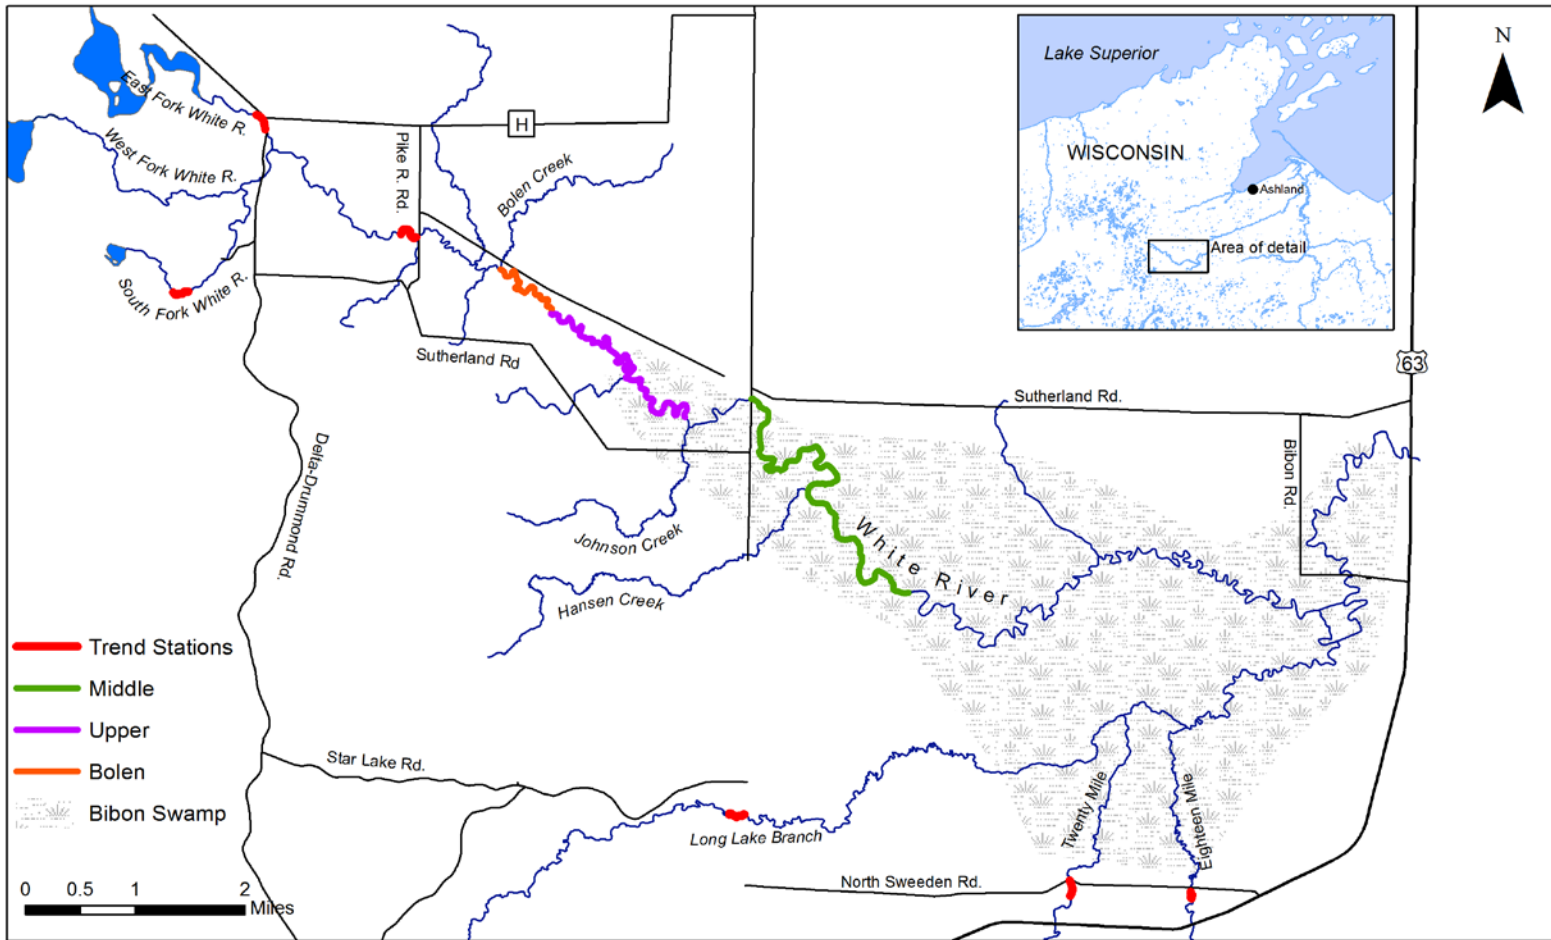 N
Lake Superior
WISCONSIN
Ashland
Area of detail
East Fork White R.
West Fork White R.
South Fork White R.
H
Pike R. Rd.
Bolen Creek
Sutherland Rd
Sutherland Rd.
63
Bibon Rd.
Delta-Drummond Rd.
Johnson Creek
Hansen Creek
White River
Trend Stations
Middle
Upper
Bolen
Bibon Swamp
Star Lake Rd.
Long Lake Branch
Twenty Mile
Eighteen Mile
North Sweeden Rd.
0 0.5 1 2
Miles